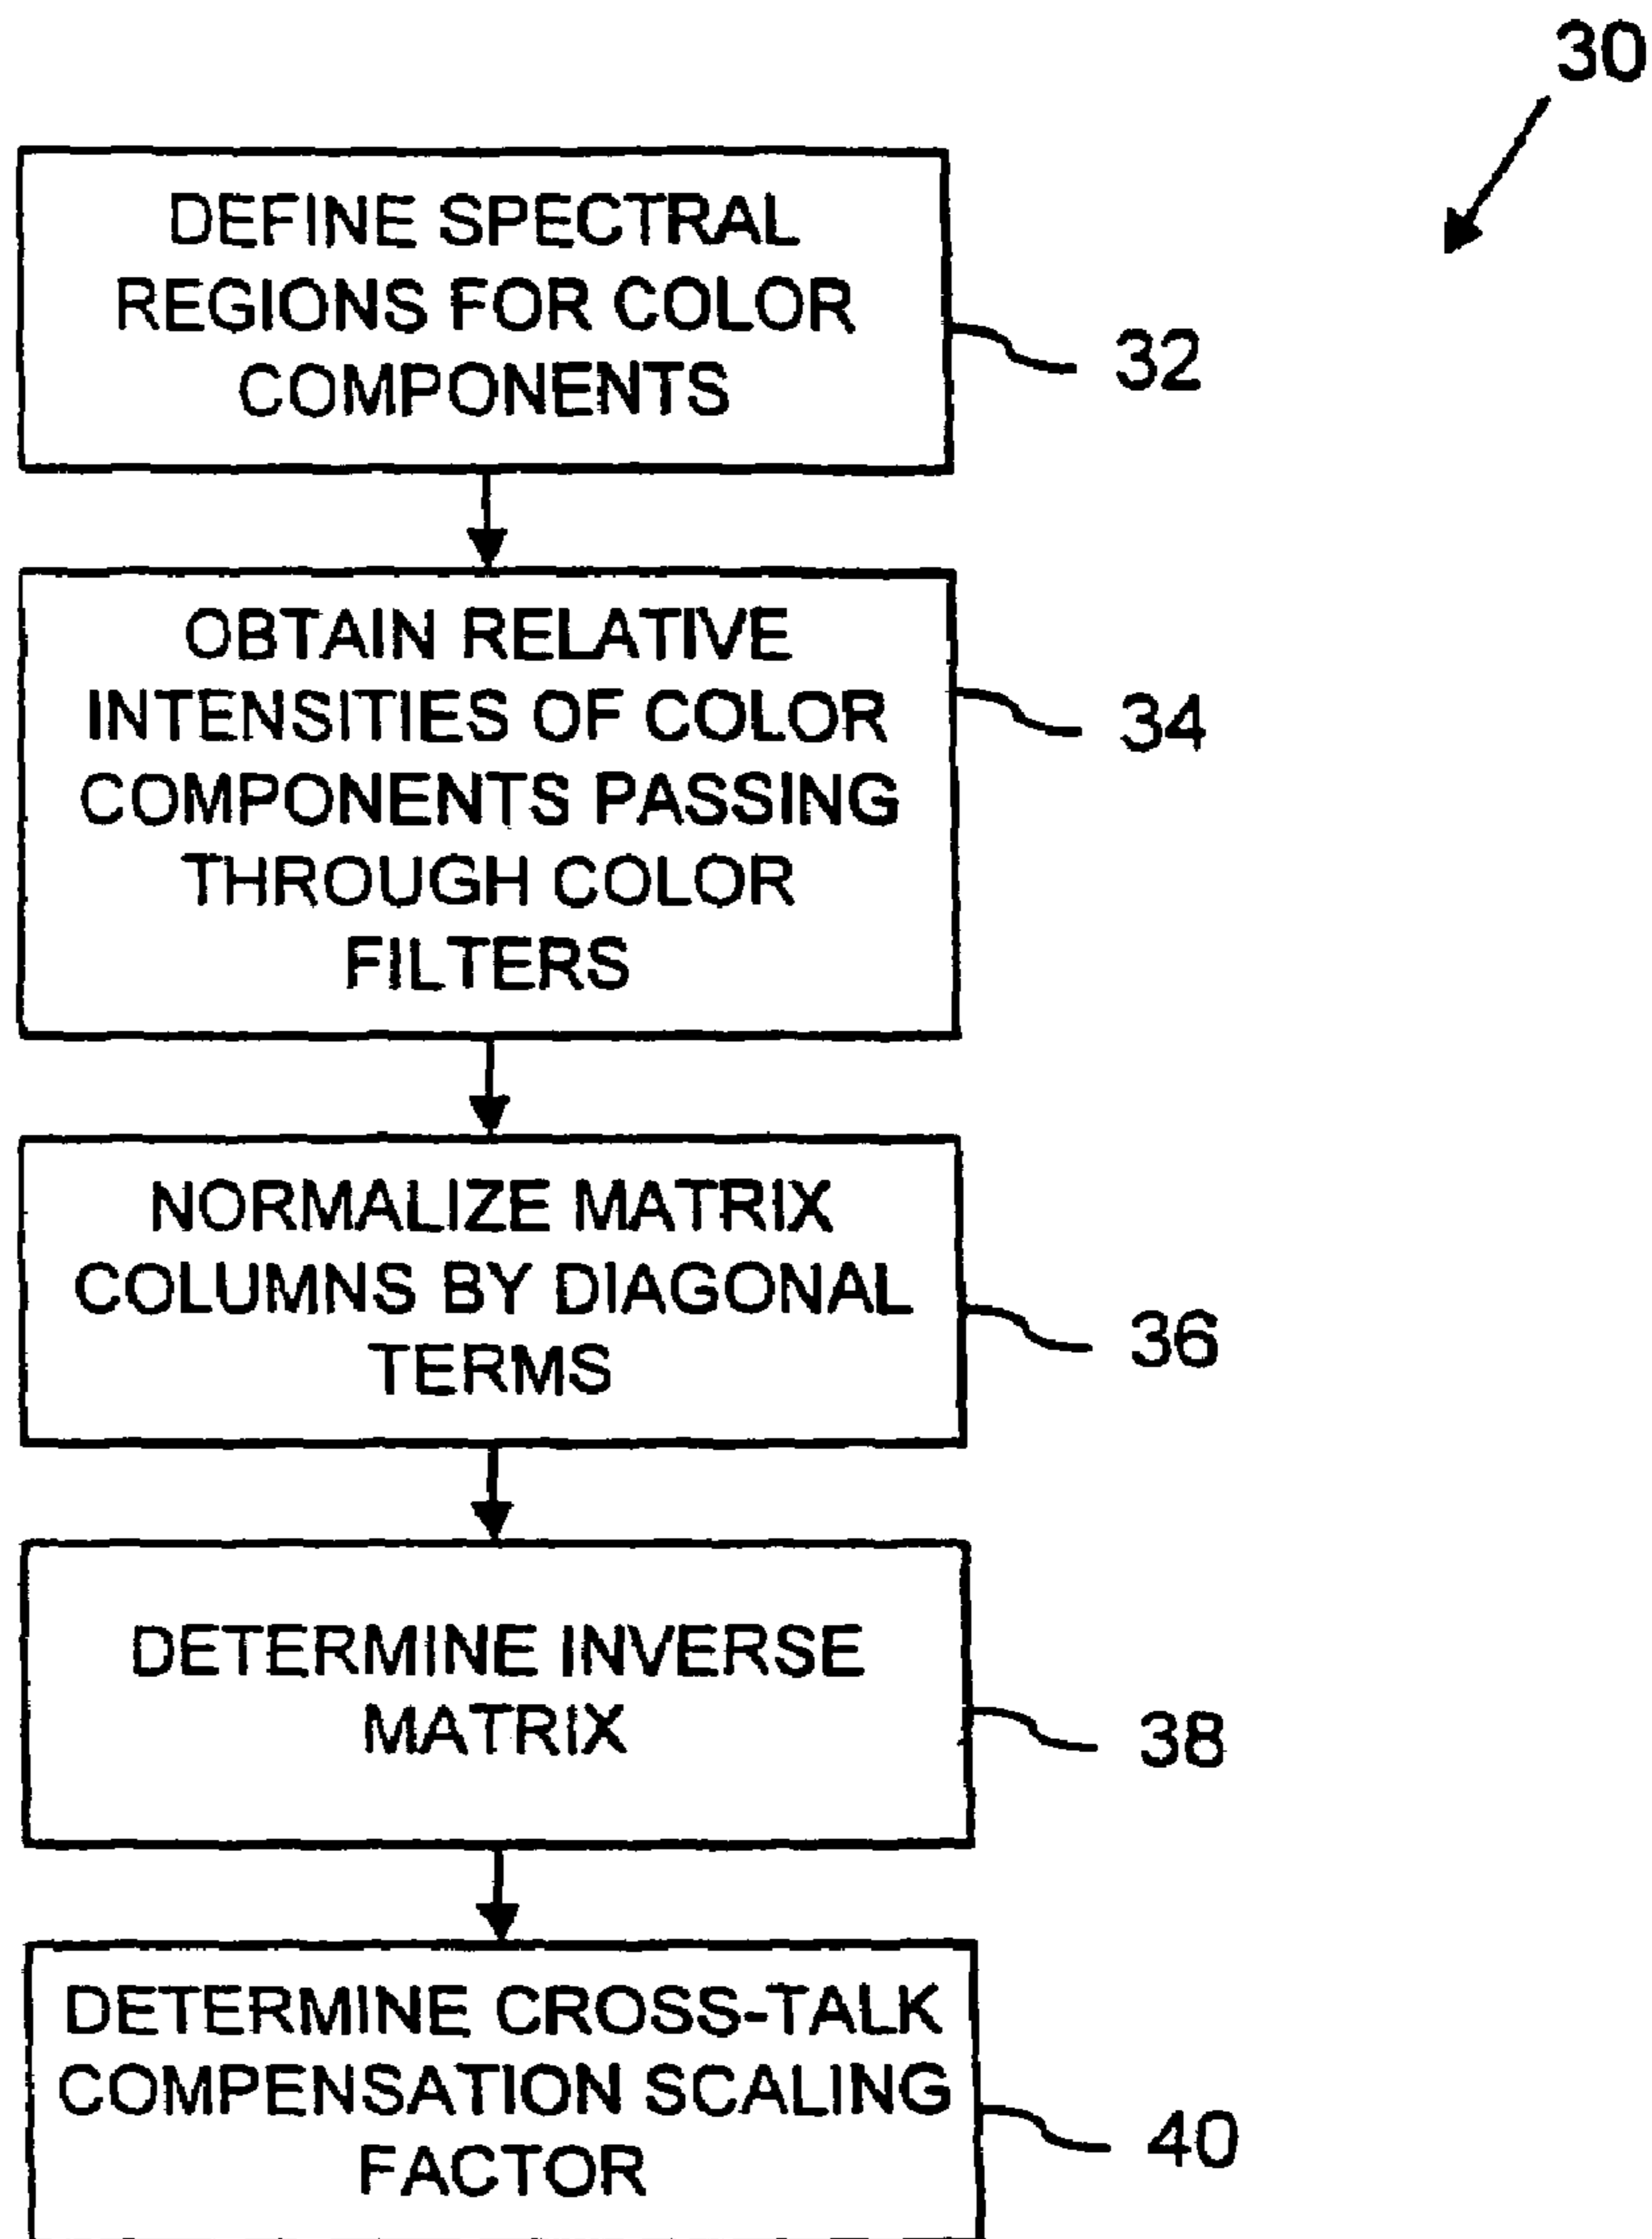 30
DEFINE SPECTRAL
REGIONS FOR COLOR
COMPONENTS
32
OBTAIN RELATIVE
INTENSITIES OF COLOR
COMPONENTS PASSING
THROUGH COLOR
FILTERS
34
NORMALIZE MATRIX
COLUMNS BY DIAGONAL
TERMS
36
DETERMINE INVERSE
MATRIX
38
DETERMINE CROSS-TALK
COMPENSATION SCALING
FACTOR
40